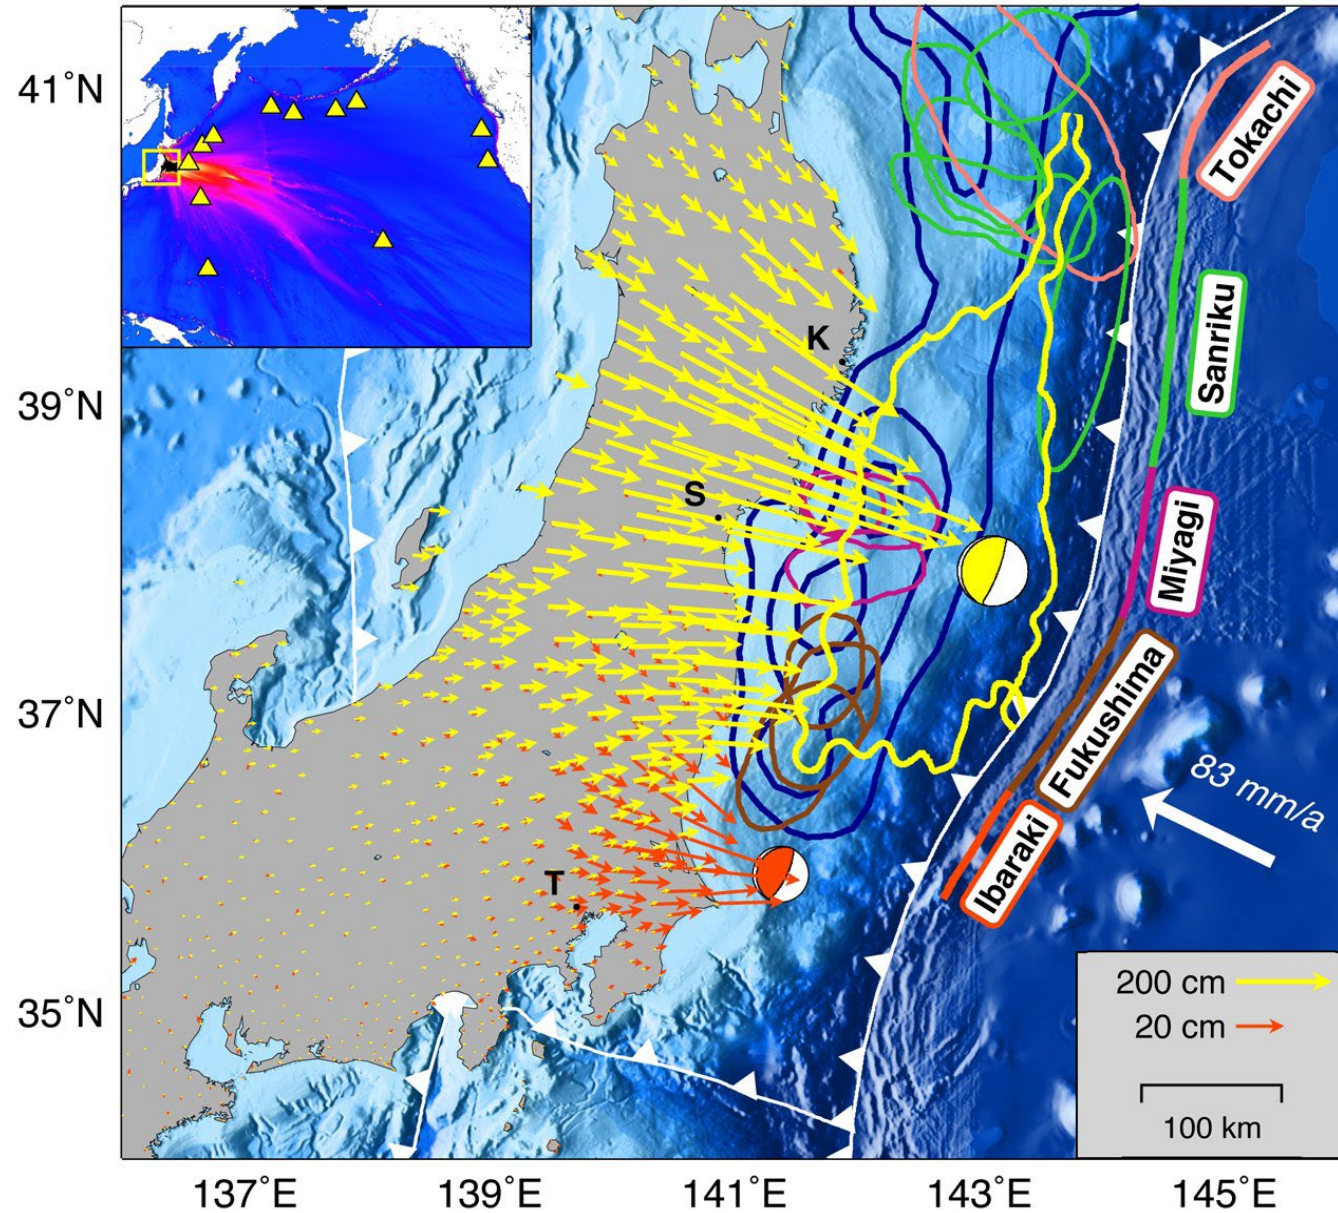 41˚N
39˚N
37˚N
35˚N
137˚E
139˚E
141˚E
143˚E
145˚E
K
S
T
Tokachi
Sanriku
Miyagi
Fukushima
Ibaraki
83 mm/a
200 cm
20 cm
100 km